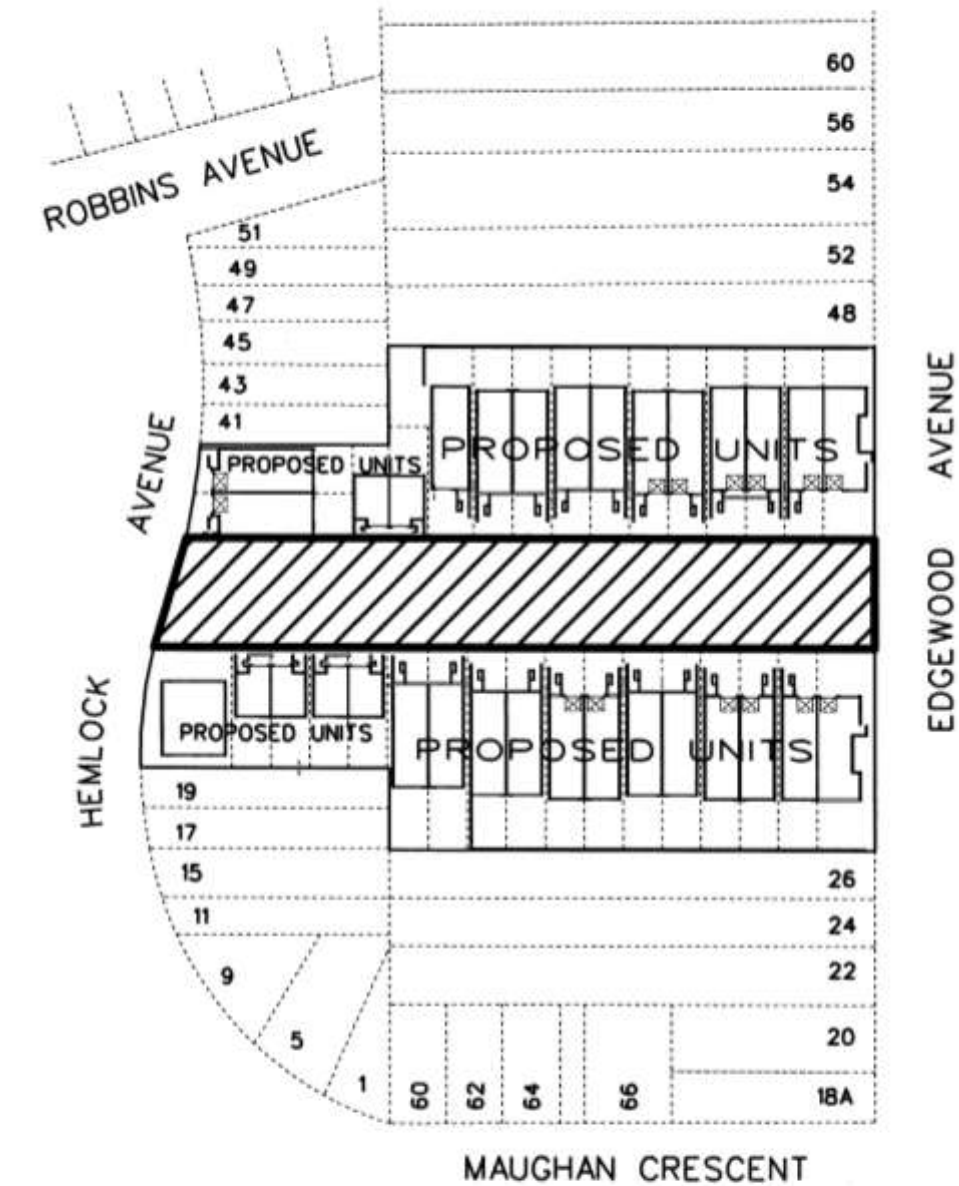 60
56
ROBBINS AVENUE
54
51
52
49
47
48
45
43
41
PROPOSED UNITS
PROPOSED UNITS
AVENUE
HEMLOCK
EDGEWOOD AVENUE
PROPOSED UNITS
PROPOSED UNITS
19
17
15
26
11
24
9
22
5
20
1
60
62
64
66
18A
MAUGHAN CRESCENT